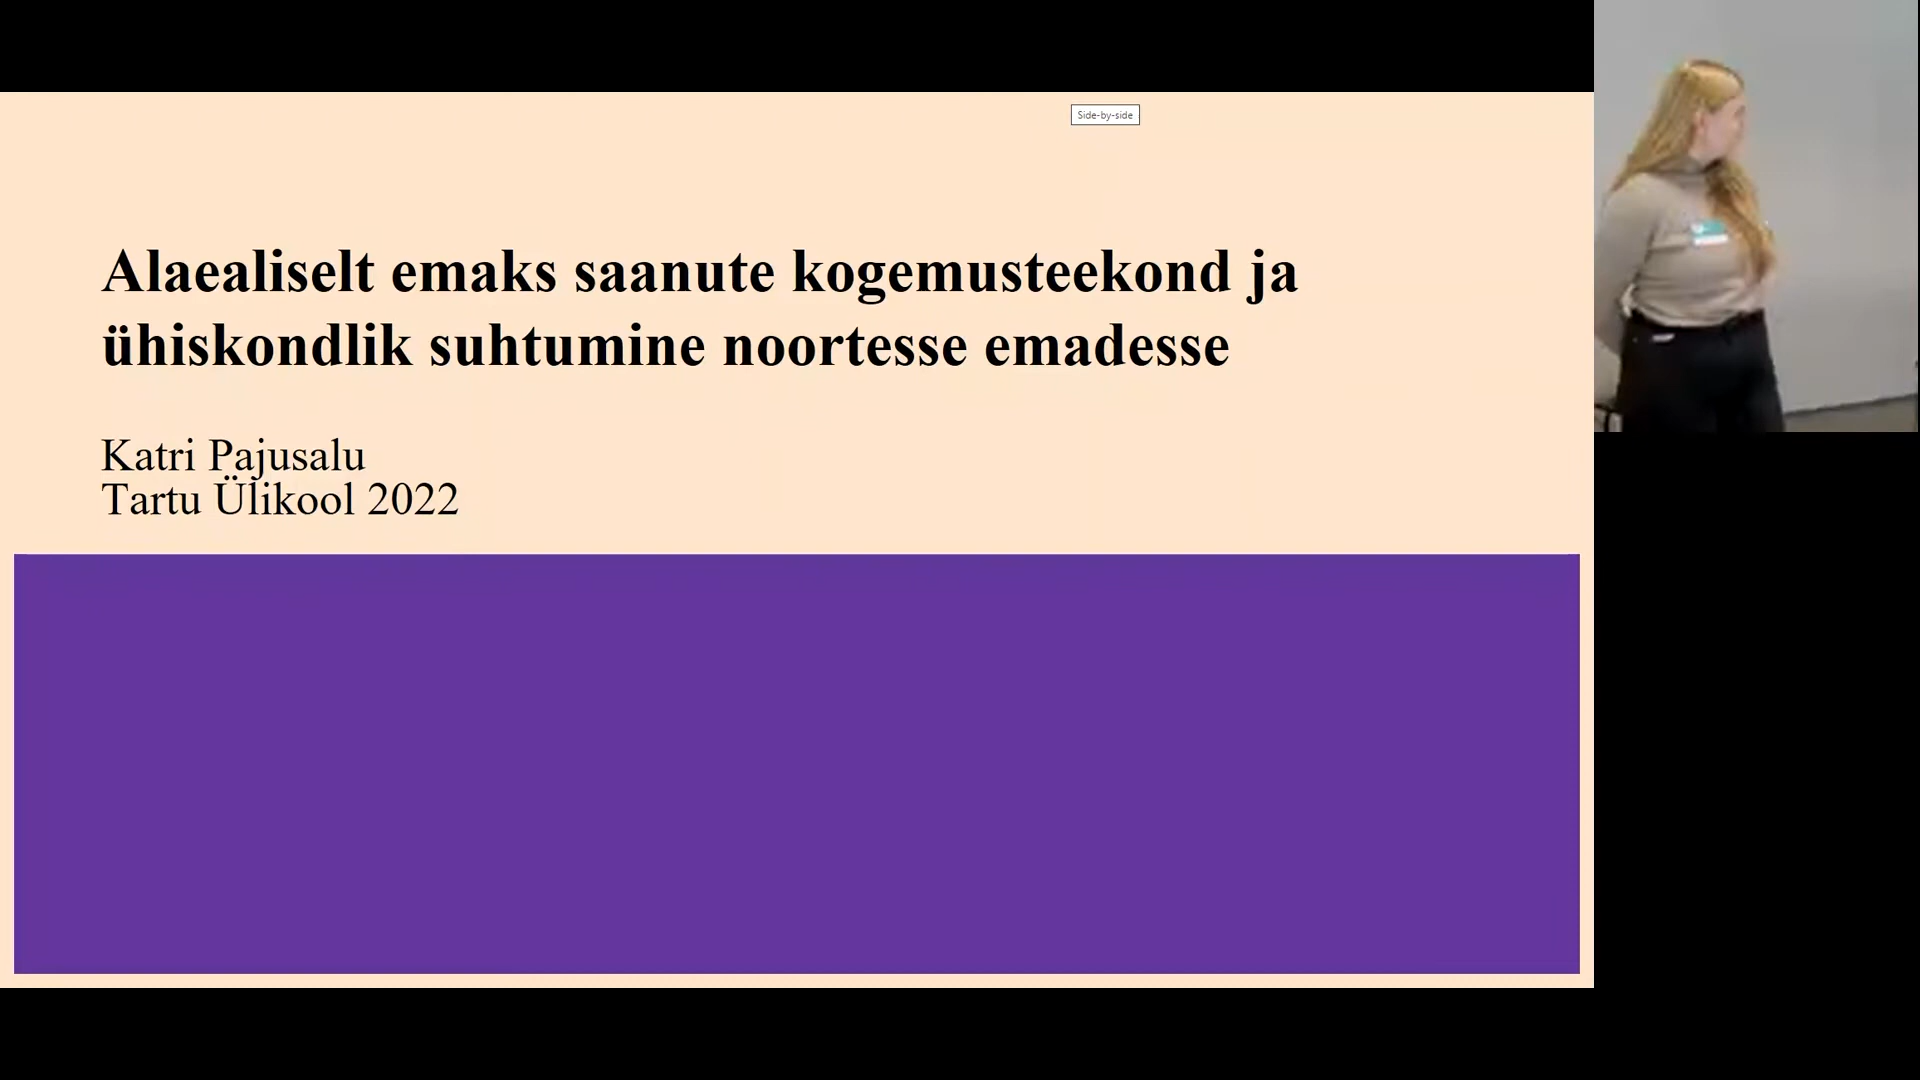 Side-by-side
Alaealiselt emaks saanute kogemusteekond ja
ühiskondlik suhtumine noortesse emadesse
Katri Pajusalu
Tartu Ülikool 2022